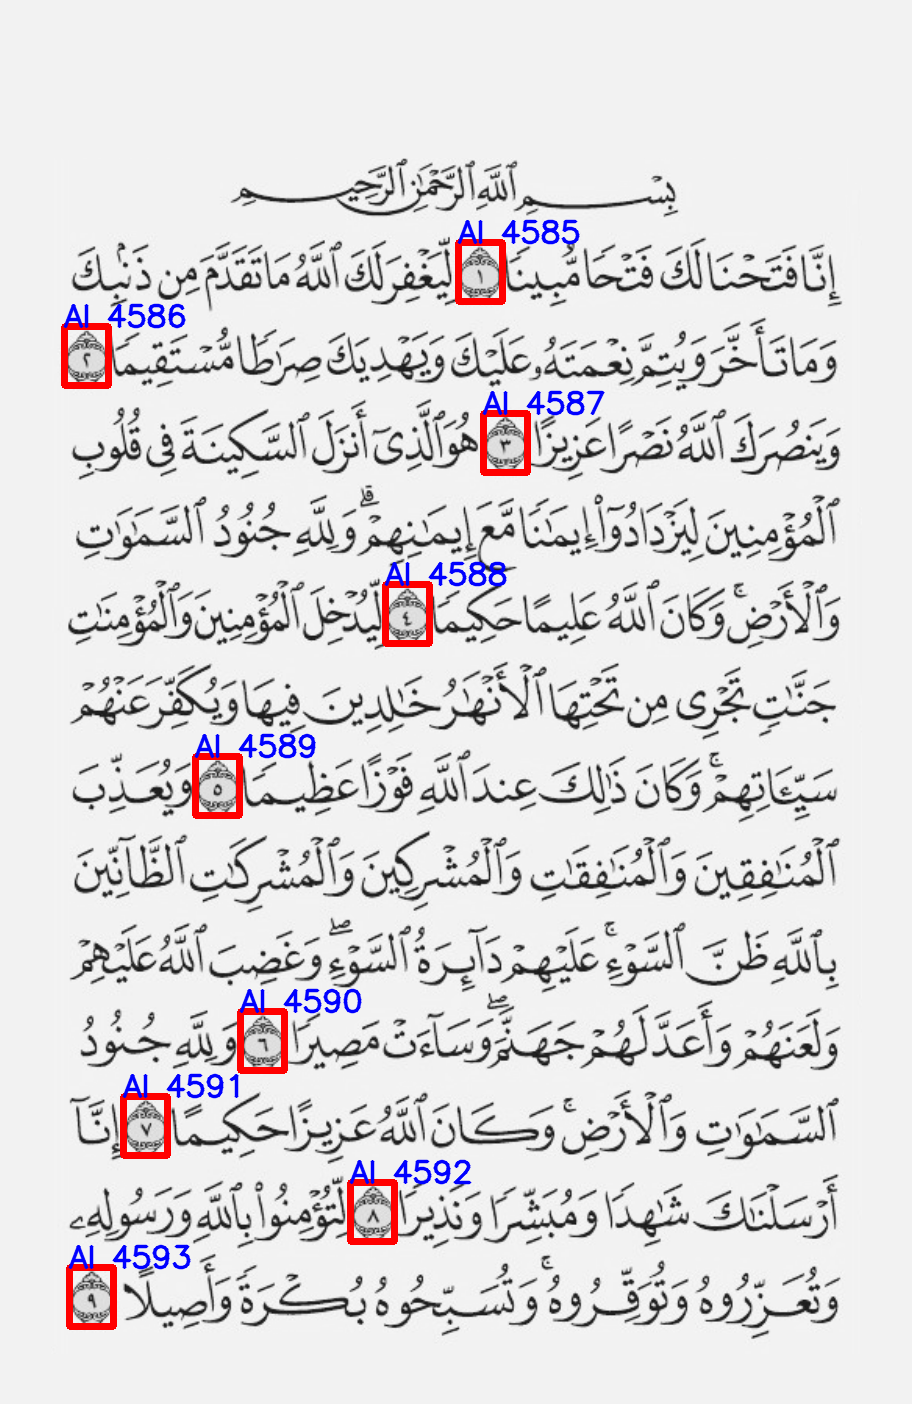 بِسْمِ ٱللَّهِ ٱلرَّحْمَٰنِ ٱلرَّحِيمِ
AI 4585
إِنَّا فَتَحْنَا لَكَ فَتْحًا مُّبِينًا ١ لِّيَغْفِرَ لَكَ ٱللَّهُ مَا تَقَدَّمَ مِن ذَنۢبِكَ
AI 4586
وَمَا تَأَخَّرَ وَيُتِمَّ نِعْمَتَهُۥ عَلَيْكَ وَيَهْدِيَكَ صِرَٰطًا مُّسْتَقِيمًا ٢
AI 4587
وَيَنصُرَكَ ٱللَّهُ نَصْرًا عَزِيزًا ٣ هُوَ ٱلَّذِىٓ أَنزَلَ ٱلسَّكِينَةَ فِى قُلُوبِ
ٱلْمُؤْمِنِينَ لِيَزْدَادُوٓا۟ إِيمَٰنًا مَّعَ إِيمَٰنِهِمْ ۗ وَلِلَّهِ جُنُودُ ٱلسَّمَٰوَٰتِ
AI 4588
وَٱلْأَرْضِ ۚ وَكَانَ ٱللَّهُ عَلِيمًا حَكِيمًا ٤ لِّيُدْخِلَ ٱلْمُؤْمِنِينَ وَٱلْمُؤْمِنَٰتِ
جَنَّٰتٍ تَجْرِى مِن تَحْتِهَا ٱلْأَنْهَٰرُ خَٰلِدِينَ فِيهَا وَيُكَفِّرَ عَنْهُمْ
AI 4589
سَيِّـَٔاتِهِمْ ۚ وَكَانَ ذَٰلِكَ عِندَ ٱللَّهِ فَوْزًا عَظِيمًا ٥ وَيُعَذِّبَ
ٱلْمُنَٰفِقِينَ وَٱلْمُنَٰفِقَٰتِ وَٱلْمُشْرِكِينَ وَٱلْمُشْرِكَٰتِ ٱلظَّآنِّينَ
بِٱللَّهِ ظَنَّ ٱلسَّوْءِ ۚ عَلَيْهِمْ دَآئِرَةُ ٱلسَّوْءِ ۖ وَغَضِبَ ٱللَّهُ عَلَيْهِمْ
AI 4590
وَلَعَنَهُمْ وَأَعَدَّ لَهُمْ جَهَنَّمَ ۖ وَسَآءَتْ مَصِيرًا ٦ وَلِلَّهِ جُنُودُ
AI 4591
ٱلسَّمَٰوَٰتِ وَٱلْأَرْضِ ۚ وَكَانَ ٱللَّهُ عَزِيزًا حَكِيمًا ٧ إِنَّآ
AI 4592
أَرْسَلْنَٰكَ شَٰهِدًا وَمُبَشِّرًا وَنَذِيرًا ٨ لِّتُؤْمِنُوا۟ بِٱللَّهِ وَرَسُولِهِۦ
AI 4593
وَتُعَزِّرُوهُ وَتُوَقِّرُوهُ ۚ وَتُسَبِّحُوهُ بُكْرَةً وَأَصِيلًا ٩